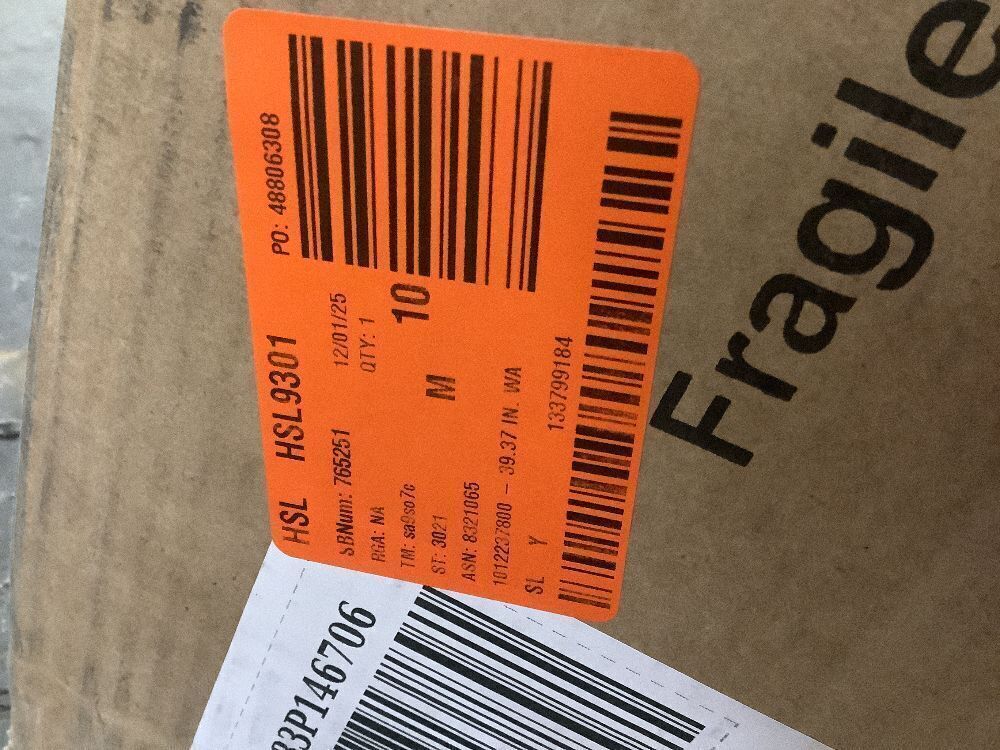 HSL HSL9301 PO: 48806308
SBNum: 765251 12/01/25
RGA: NA QTY: 1
TM: sa9so7c 10
ST: 3021 M
ASN: 8321065
1012237800 – 39.37 IN. WA
SL Y 133799184
Fragile
33P146706